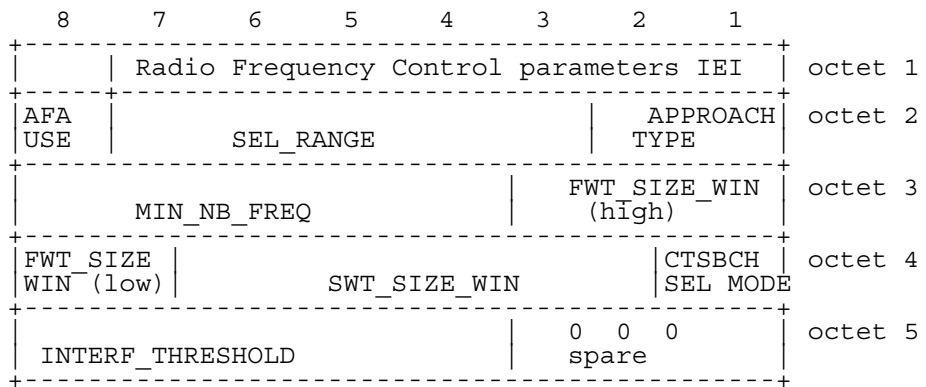 8 7 6 5 4 3 2 1
Radio Frequency Control parameters IEI octet 1
AFA APPROACH octet 2
USE SEL_RANGE TYPE
FWT_SIZE_WIN octet 3
MIN_NB_FREQ (high)
FWT_SIZE CTSBCH octet 4
WIN (low) SWT_SIZE_WIN SEL MODE
0 0 0 octet 5
INTERF_THRESHOLD spare